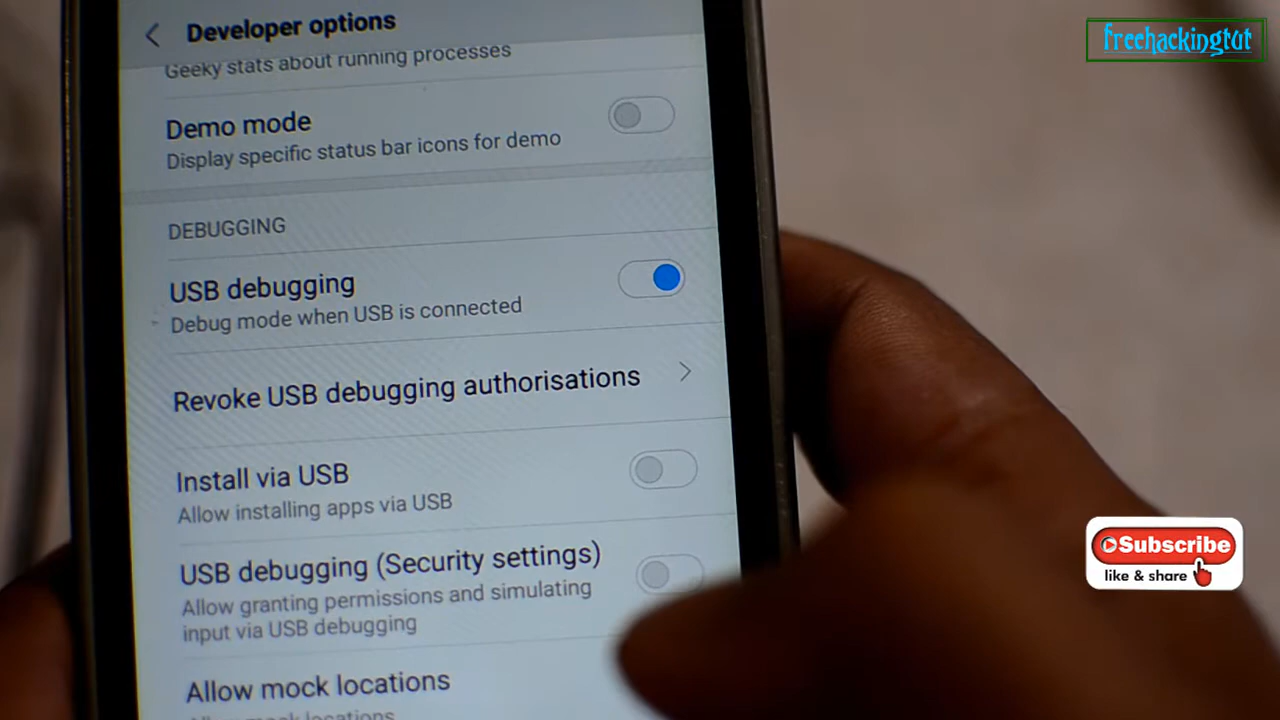 Developer options
Geeky stats about running processes
Demo mode
Display specific status bar icons for demo
DEBUGGING
USB debugging
Debug mode when USB is connected
Revoke USB debugging authorisations
Install via USB
Allow installing apps via USB
USB debugging (Security settings)
Allow granting permissions and simulating
input via USB debugging
Allow mock locations
Allow mock locations
freehackingtut
Subscribe
like & share